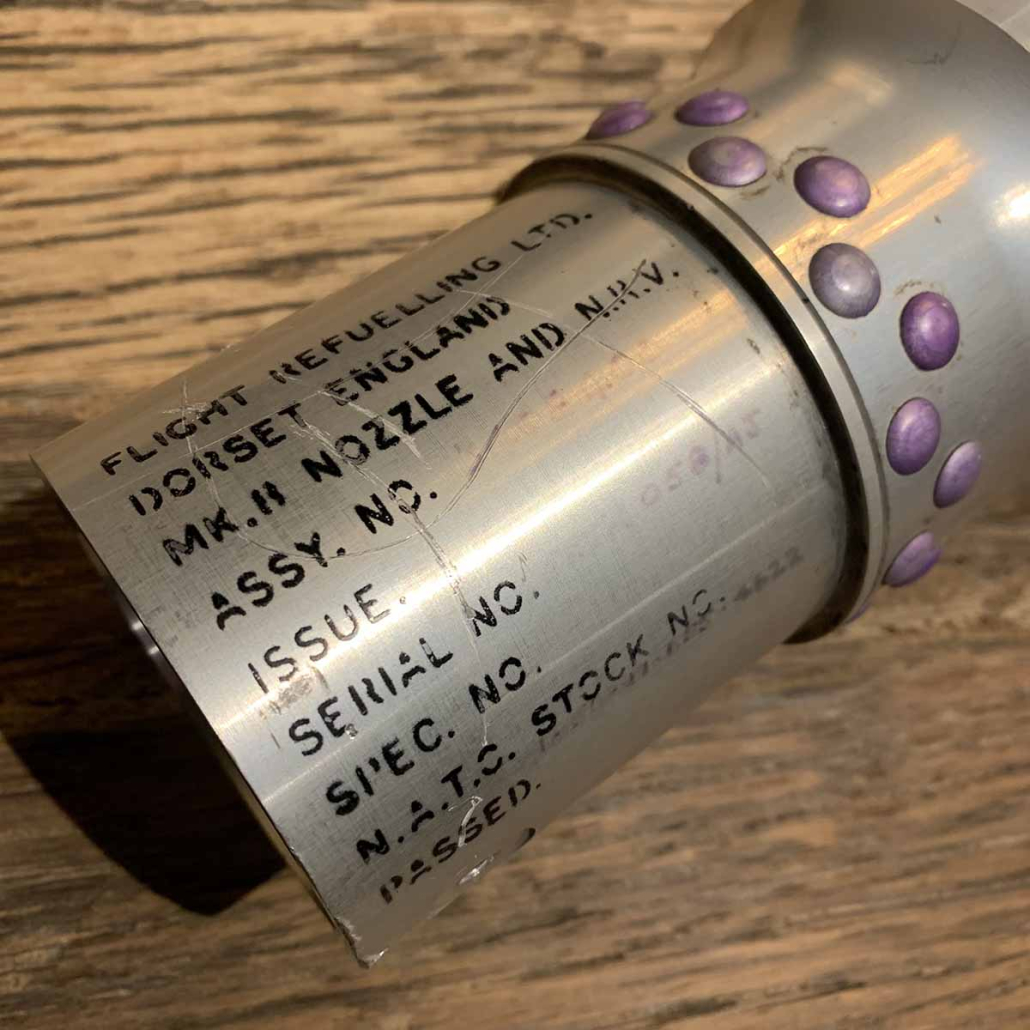 FLIGHT REFUELLING LTD.
DORSET ENGLAND
MK.II NOZZLE AND N.R.V.
ASSY. NO.
ISSUE.
SERIAL NO.
SPEC. NO.
N.A.T.O. STOCK NO.
PASSED.